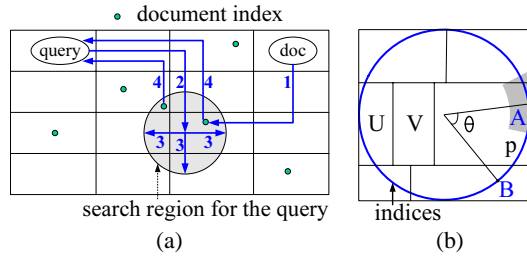 document index
query
doc
4
2
4
1
3
3
3
search region for the query
(a)
U
V
θ
A
p
B
indices
(b)